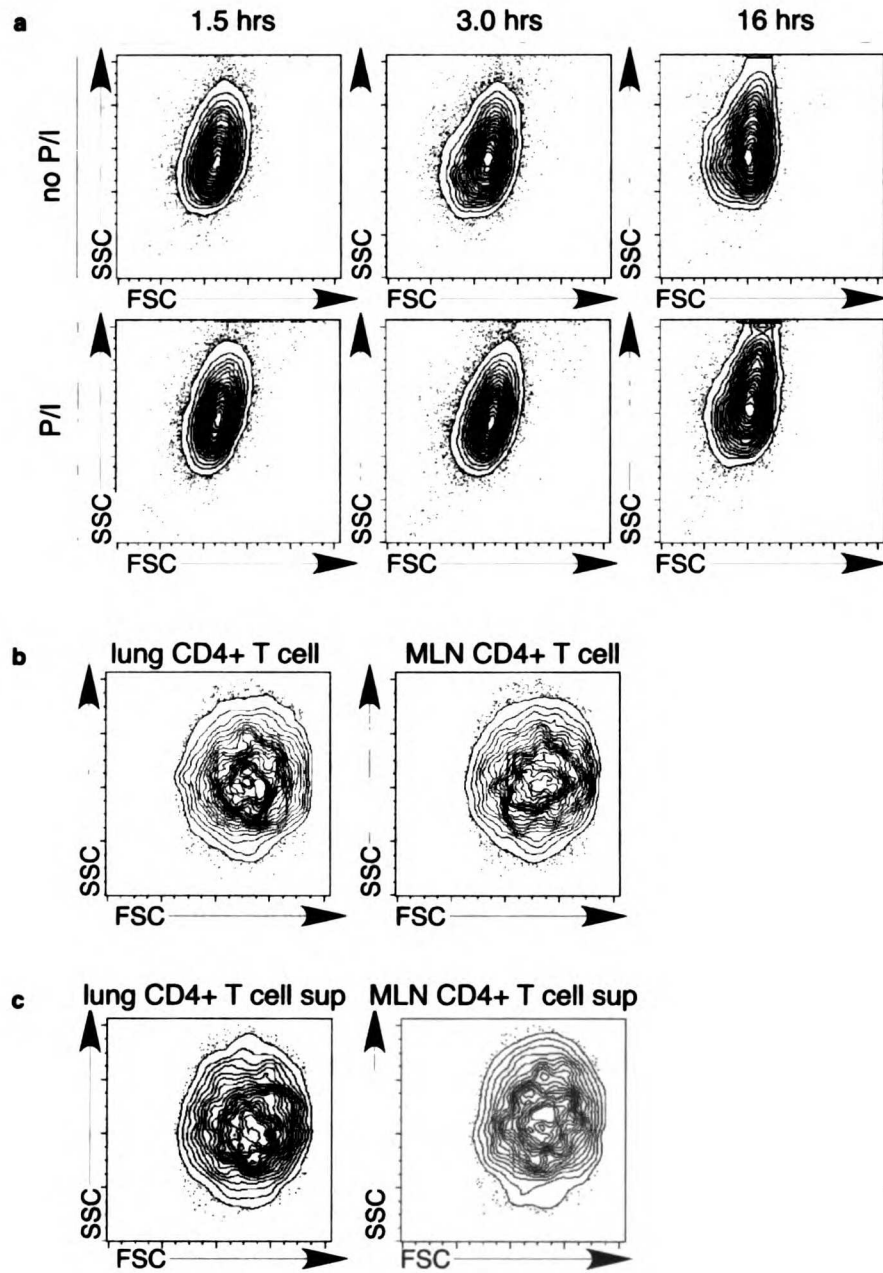 a
1.5 hrs 3.0 hrs 16 hrs
no P/I
SSC SSC SSC
FSC FSC FSC
P/I
SSC SSC SSC
FSC FSC FSC
b
lung CD4+ T cell MLN CD4+ T cell
SSC SSC
FSC FSC
c
lung CD4+ T cell sup MLN CD4+ T cell sup
SSC SSC
FSC FSC